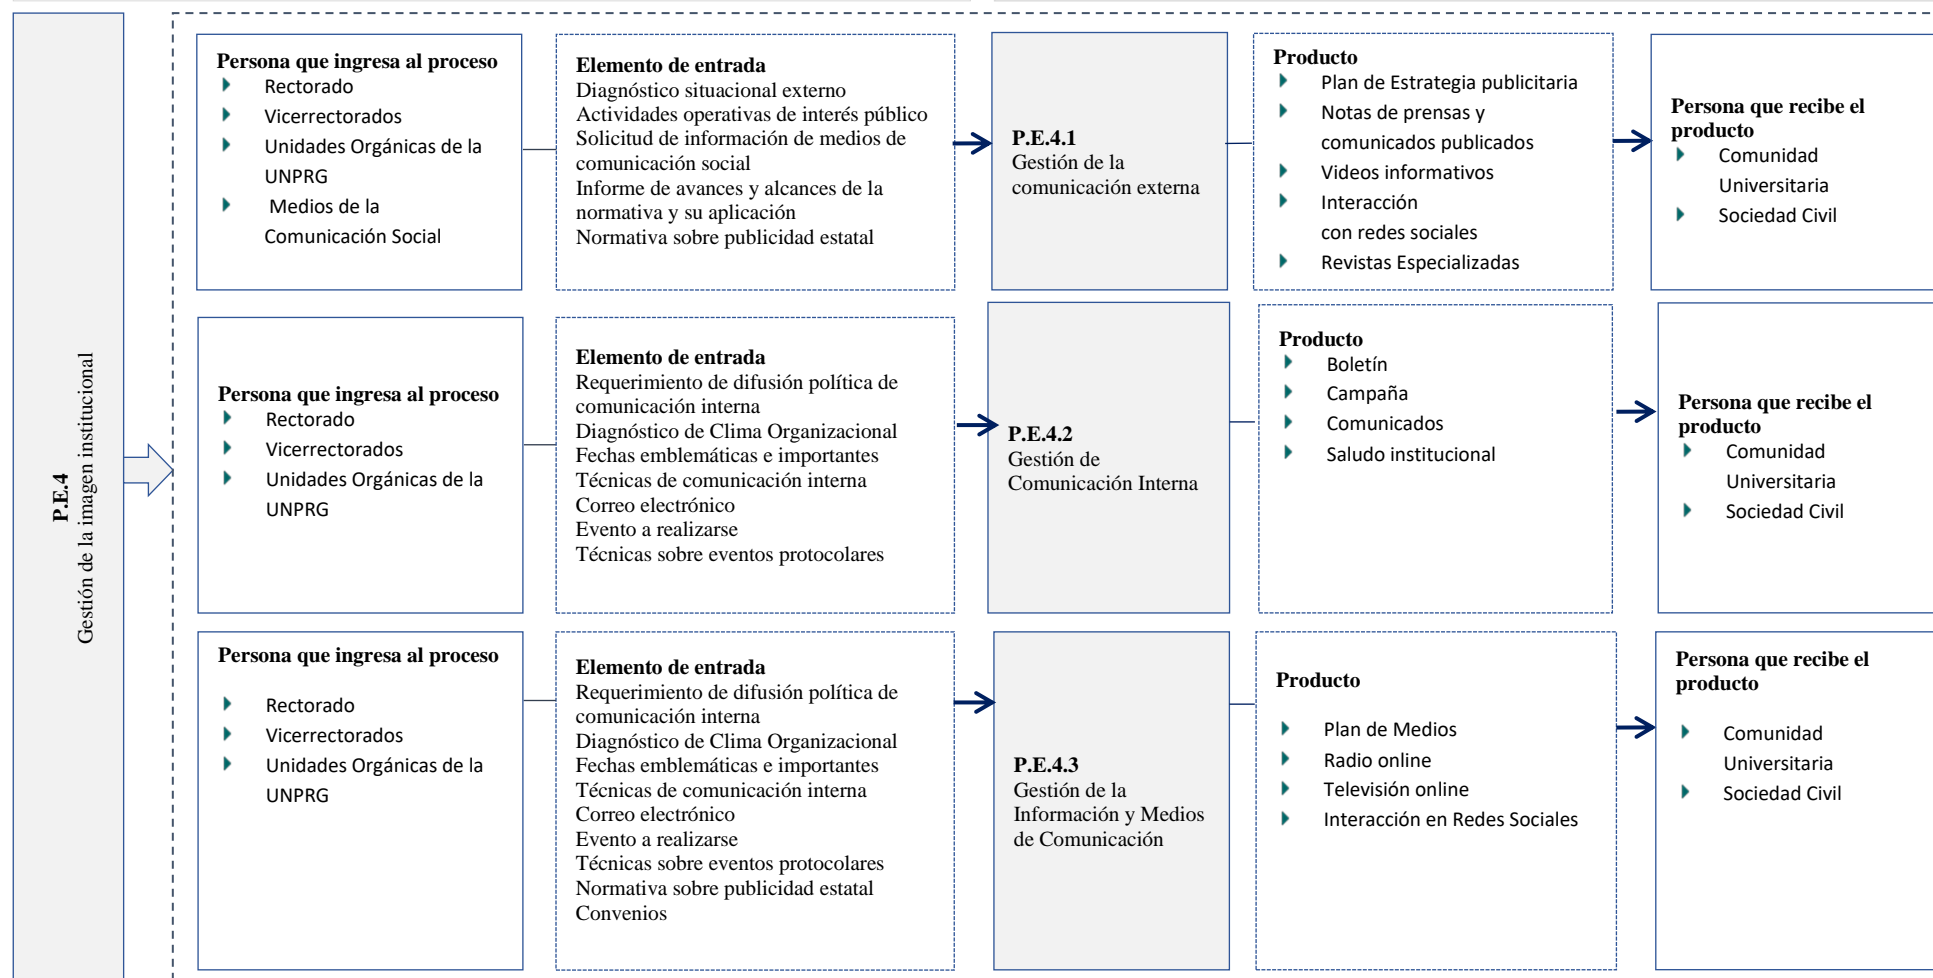 P.E.4
Gestión de la imagen institucional
Persona que ingresa al proceso
Rectorado
Vicerrectorados
Unidades Orgánicas de la
UNPRG
Medios de la
Comunicación Social
Elemento de entrada
Diagnóstico situacional externo
Actividades operativas de interés público
Solicitud de información de medios de
comunicación social
Informe de avances y alcances de la
normativa y su aplicación
Normativa sobre publicidad estatal
P.E.4.1
Gestión de la
comunicación externa
Producto
Plan de Estrategia publicitaria
Notas de prensas y
comunicados publicados
Videos informativos
Interacción
con redes sociales
Revistas Especializadas
Persona que recibe el
producto
Comunidad
Universitaria
Sociedad Civil
Persona que ingresa al proceso
Rectorado
Vicerrectorados
Unidades Orgánicas de la
UNPRG
Elemento de entrada
Requerimiento de difusión política de
comunicación interna
Diagnóstico de Clima Organizacional
Fechas emblemáticas e importantes
Técnicas de comunicación interna
Correo electrónico
Evento a realizarse
Técnicas sobre eventos protocolares
P.E.4.2
Gestión de
Comunicación Interna
Producto
Boletín
Campaña
Comunicados
Saludo institucional
Persona que recibe el
producto
Comunidad
Universitaria
Sociedad Civil
Persona que ingresa al proceso
Rectorado
Vicerrectorados
Unidades Orgánicas de la
UNPRG
Elemento de entrada
Requerimiento de difusión política de
comunicación interna
Diagnóstico de Clima Organizacional
Fechas emblemáticas e importantes
Técnicas de comunicación interna
Correo electrónico
Evento a realizarse
Técnicas sobre eventos protocolares
Normativa sobre publicidad estatal
Convenios
P.E.4.3
Gestión de la
Información y Medios
de Comunicación
Producto
Plan de Medios
Radio online
Televisión online
Interacción en Redes Sociales
Persona que recibe el
producto
Comunidad
Universitaria
Sociedad Civil